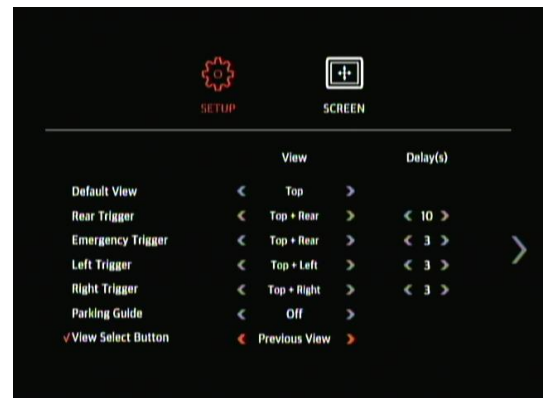 SETUP SCREEN
View Delay(s)
Default View Top
Rear Trigger Top + Rear 10
Emergency Trigger Top + Rear 3
Left Trigger Top + Left 3
Right Trigger Top + Right 3
Parking Guide Off
√View Select Button Previous View